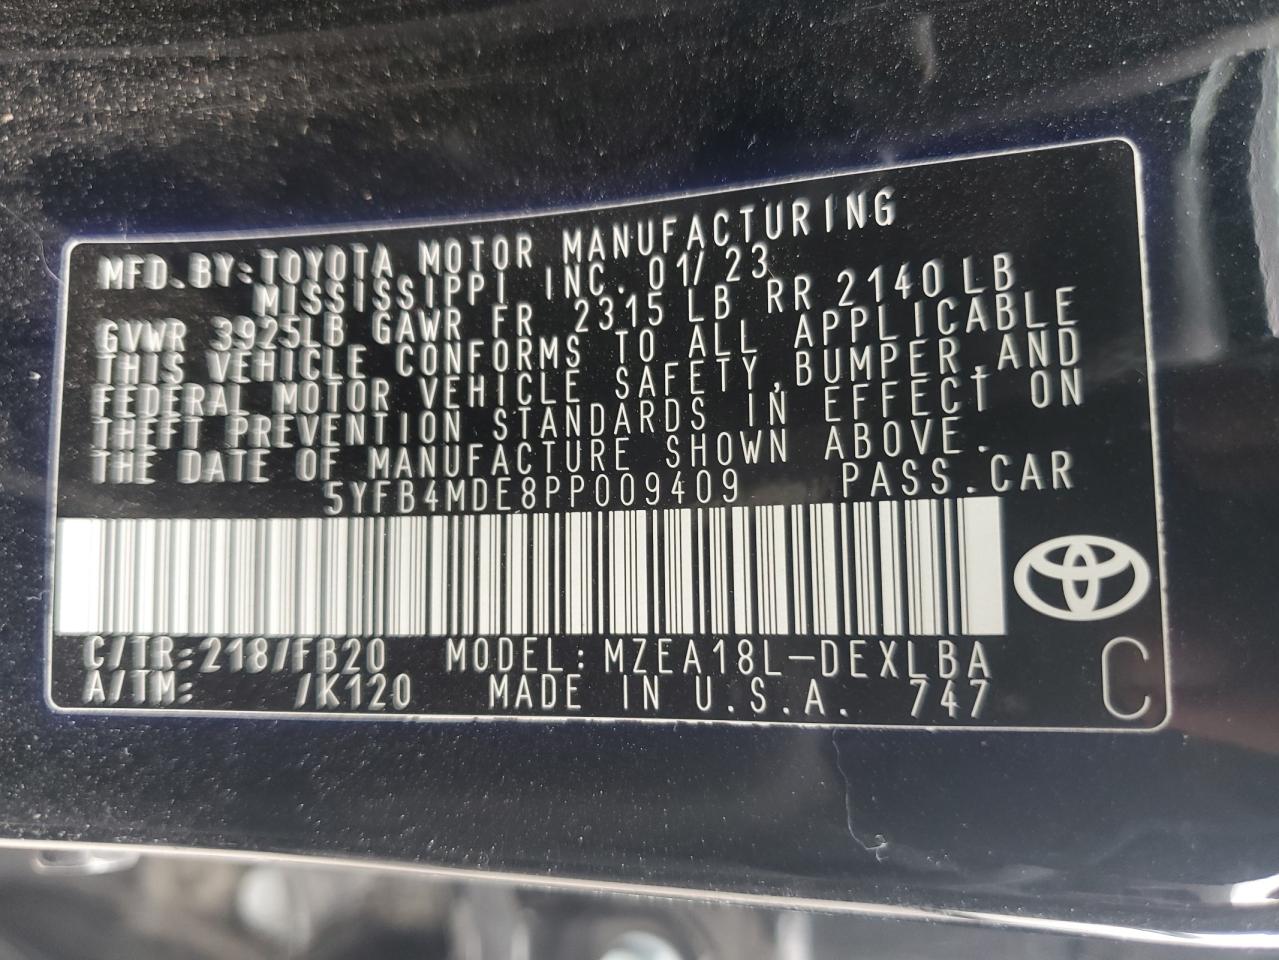 MFD.BY:TOYOTA MOTOR MANUFACTURING
MISSISSIPPI INC. 01/23
GVWR 3925LB GAWR FR 2315 LB RR 2140 LB
THIS VEHICLE CONFORMS TO ALL APPLICABLE
FEDERAL MOTOR VEHICLE SAFETY,BUMPER,AND
THEFT PREVENTION STANDARDS IN EFFECT ON
THE DATE OF MANUFACTURE SHOWN ABOVE.
5YFB4MDE8PP009409 PASS.CAR
C/TR:218/FB20 MODEL: MZEA18L-DEXLBA
A/TM: /K120 MADE IN U.S.A. 747 C